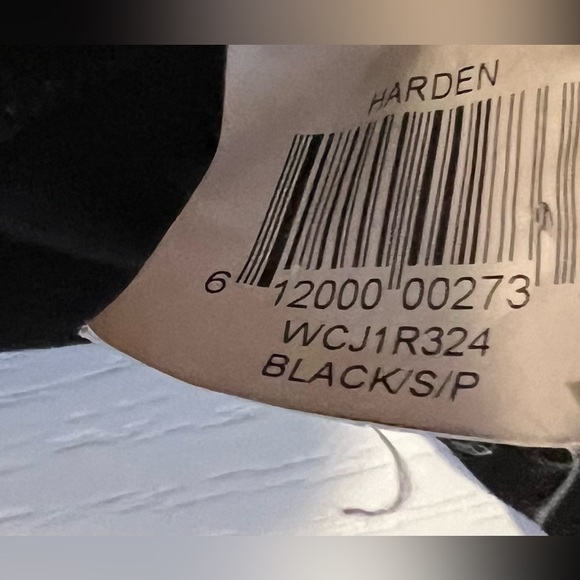 HARDEN
6 12000 00273
WCJ1R324
BLACK/S/P